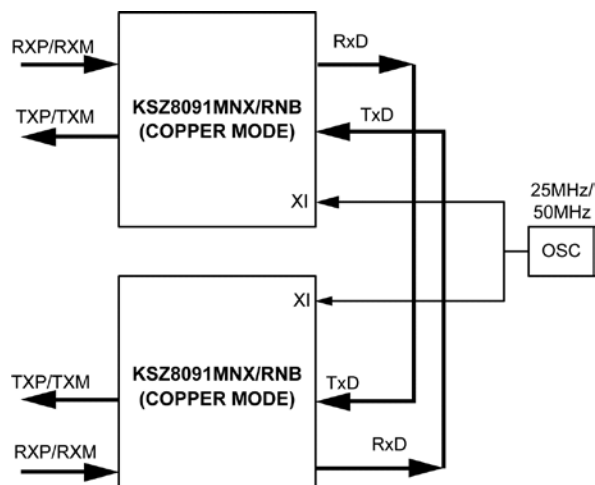 RXP/RXM
TXP/TXM
KSZ8091MNX/RNB
(COPPER MODE)
RxD
TxD
XI
25MHz/
50MHz
OSC
XI
TXP/TXM
RXP/RXM
KSZ8091MNX/RNB
(COPPER MODE)
TxD
RxD